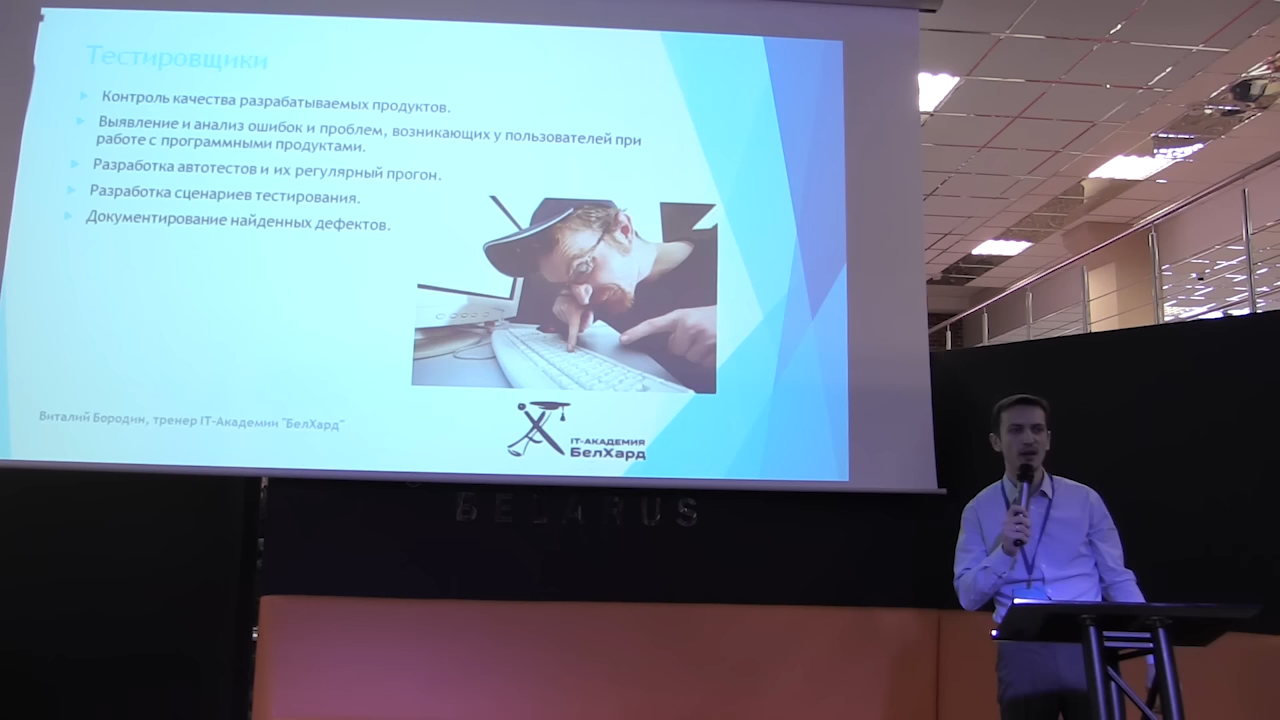 Тестировщики
Контроль качества разрабатываемых продуктов.
Выявление и анализ ошибок и проблем, возникающих у пользователей при
работе с программными продуктами.
Разработка автотестов и их регулярный прогон.
Разработка сценариев тестирования.
Документирование найденных дефектов.
Виталий Бородин, тренер IT-Академии "БелХард"
IT-АКАДЕМИЯ
БелХард
BELARUS